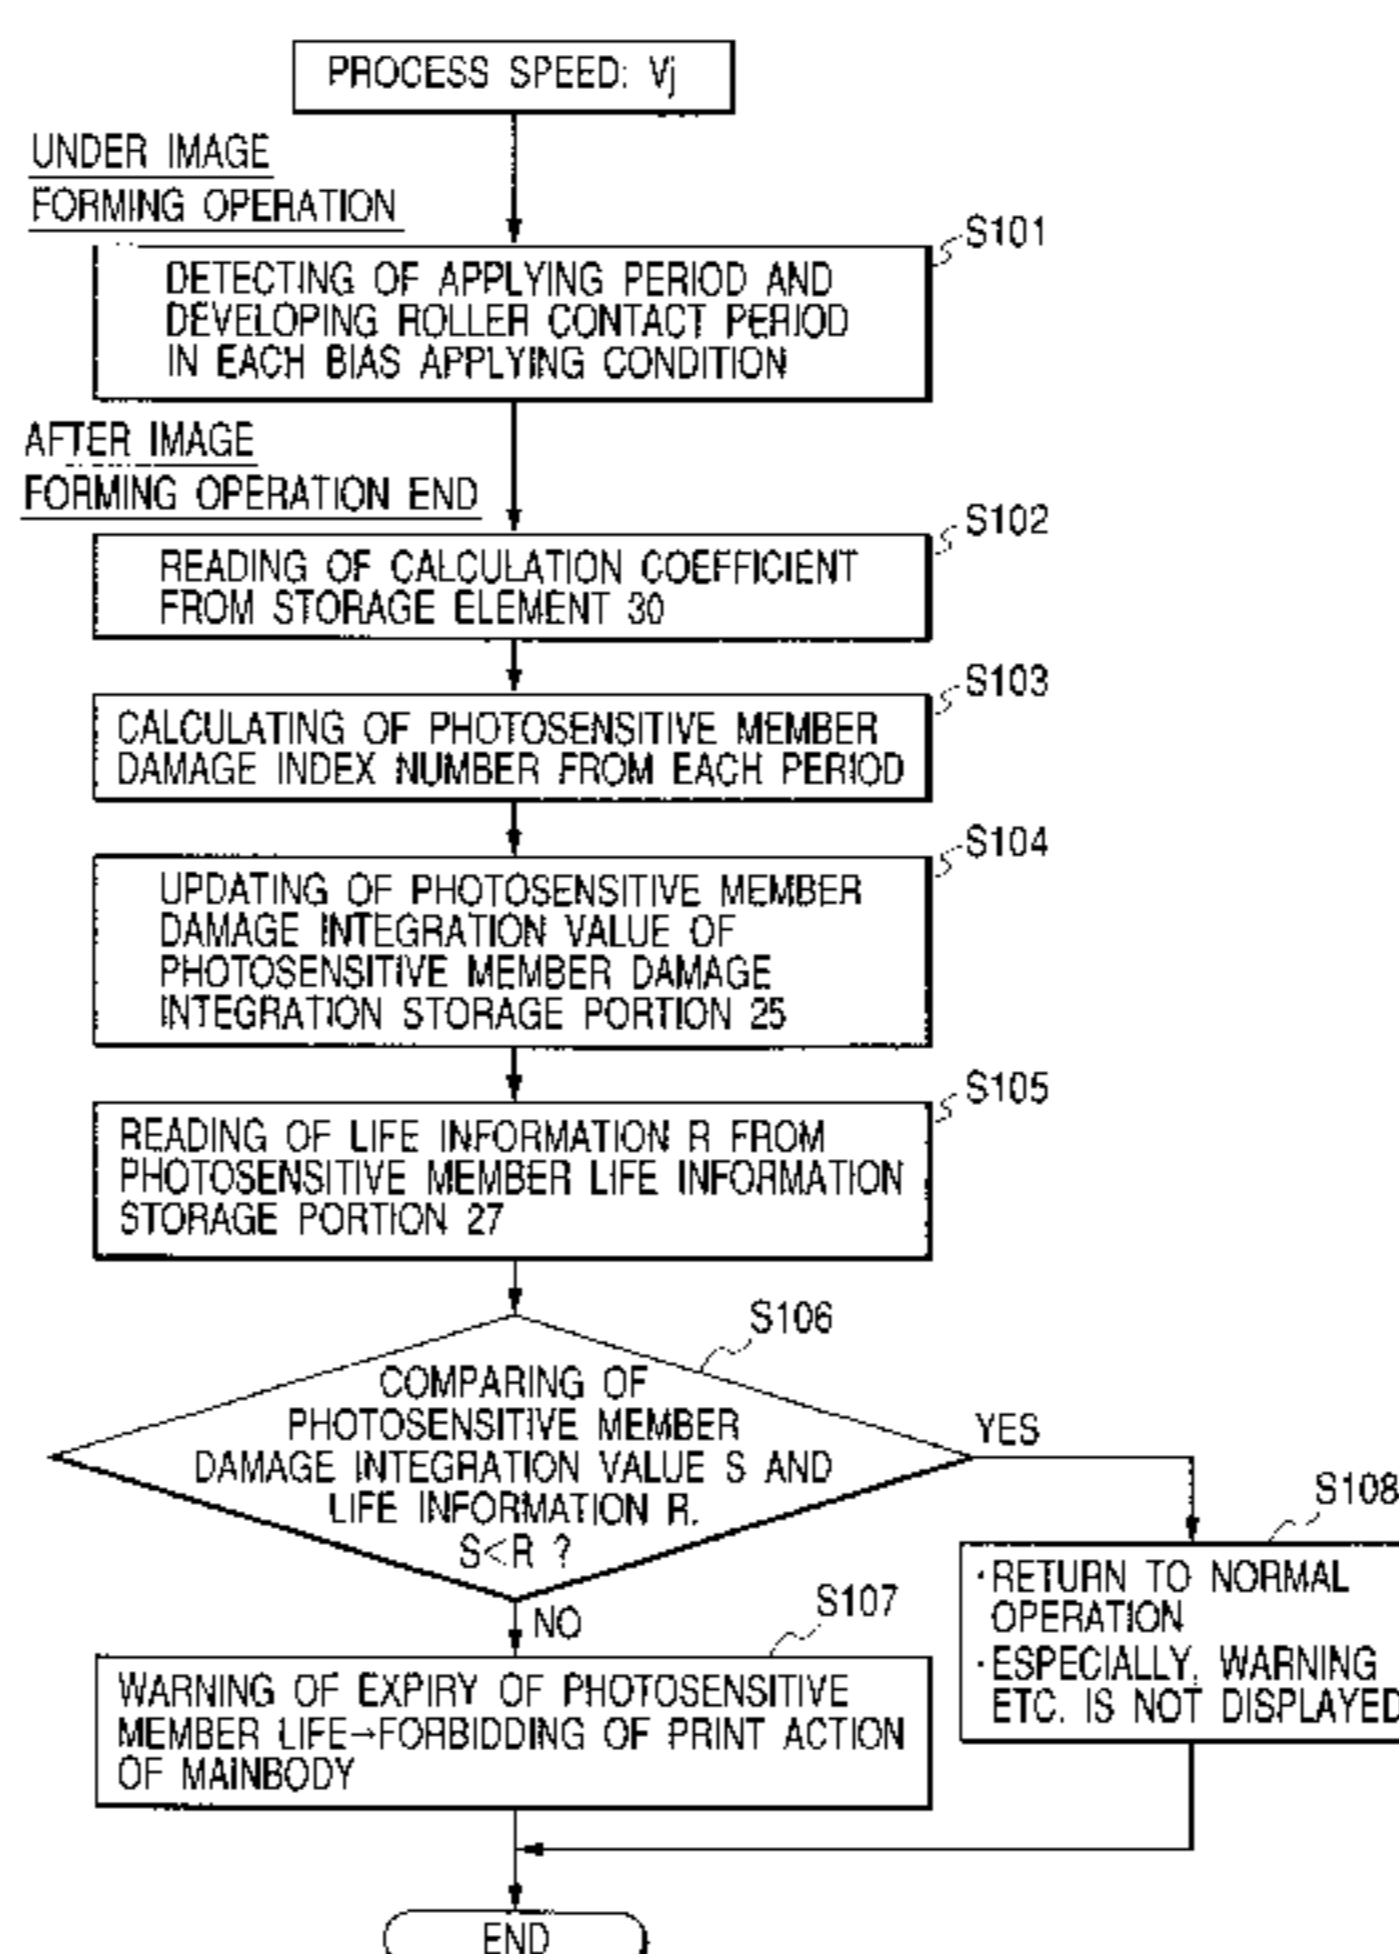 PROCESS SPEED: Vj
UNDER IMAGE
FORMING OPERATION
S101
DETECTING OF APPLYING PERIOD AND
DEVELOPING ROLLER CONTACT PERIOD
IN EACH BIAS APPLYING CONDITION
AFTER IMAGE
FORMING OPERATION END
S102
READING OF CALCULATION COEFFICIENT
FROM STORAGE ELEMENT 30
S103
CALCULATING OF PHOTOSENSITIVE MEMBER
DAMAGE INDEX NUMBER FROM EACH PERIOD
S104
UPDATING OF PHOTOSENSITIVE MEMBER
DAMAGE INTEGRATION VALUE OF
PHOTOSENSITIVE MEMBER DAMAGE
INTEGRATION STORAGE PORTION 25
S105
READING OF LIFE INFORMATION R FROM
PHOTOSENSITIVE MEMBER LIFE INFORMATION
STORAGE PORTION 27
S106
COMPARING OF
PHOTOSENSITIVE MEMBER
DAMAGE INTEGRATION VALUE S AND
LIFE INFORMATION R.
S<R ?
YES
S108
·RETURN TO NORMAL
OPERATION
·ESPECIALLY, WARNING
ETC. IS NOT DISPLAYED
NO
S107
WARNING OF EXPIRY OF PHOTOSENSITIVE
MEMBER LIFE→FORBIDDING OF PRINT ACTION
OF MAINBODY
END